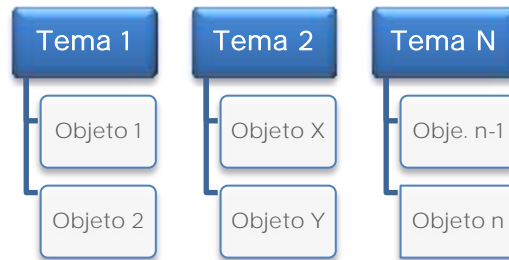 Tema 1
Tema 2
Tema N
Objeto 1
Objeto X
Obje. n-1
Objeto 2
Objeto Y
Objeto n